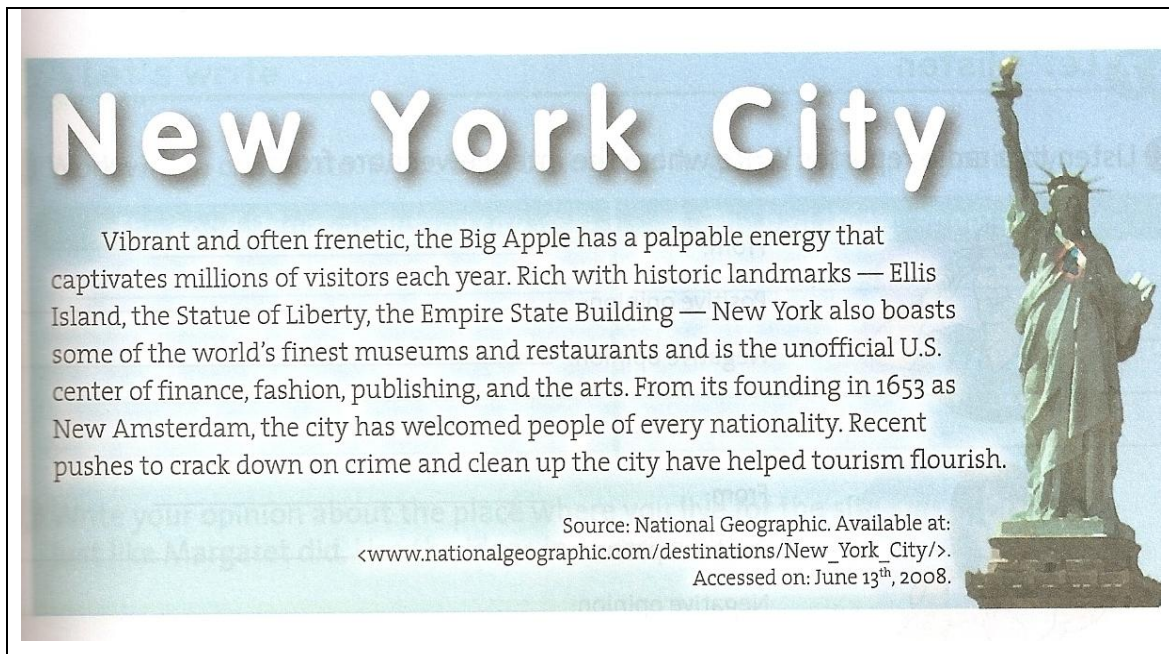 New York City
Vibrant and often frenetic, the Big Apple has a palpable energy that
captivates millions of visitors each year. Rich with historic landmarks — Ellis
Island, the Statue of Liberty, the Empire State Building — New York also boasts
some of the world's finest museums and restaurants and is the unofficial U.S.
center of finance, fashion, publishing, and the arts. From its founding in 1653 as
New Amsterdam, the city has welcomed people of every nationality. Recent
pushes to crack down on crime and clean up the city have helped tourism flourish.
Source: National Geographic. Available at:
<www.nationalgeographic.com/destinations/New_York_City/>.
Accessed on: June 13th, 2008.